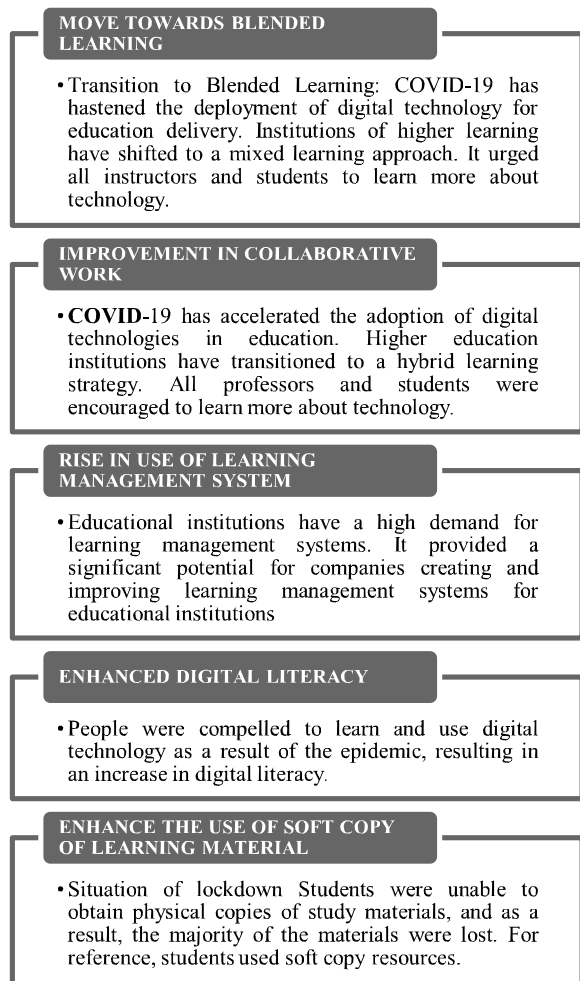 MOVE TOWARDS BLENDED
LEARNING
• Transition to Blended Learning: COVID-19 has
hastened the deployment of digital technology for
education delivery. Institutions of higher learning
have shifted to a mixed learning approach. It urged
all instructors and students to learn more about
technology.
IMPROVEMENT IN COLLABORATIVE
WORK
• COVID-19 has accelerated the adoption of digital
technologies in education. Higher education
institutions have transitioned to a hybrid learning
strategy. All professors and students were
encouraged to learn more about technology.
RISE IN USE OF LEARNING
MANAGEMENT SYSTEM
• Educational institutions have a high demand for
learning management systems. It provided a
significant potential for companies creating and
improving learning management systems for
educational institutions
ENHANCED DIGITAL LITERACY
• People were compelled to learn and use digital
technology as a result of the epidemic, resulting in
an increase in digital literacy.
ENHANCE THE USE OF SOFT COPY
OF LEARNING MATERIAL
• Situation of lockdown Students were unable to
obtain physical copies of study materials, and as a
result, the majority of the materials were lost. For
reference, students used soft copy resources.